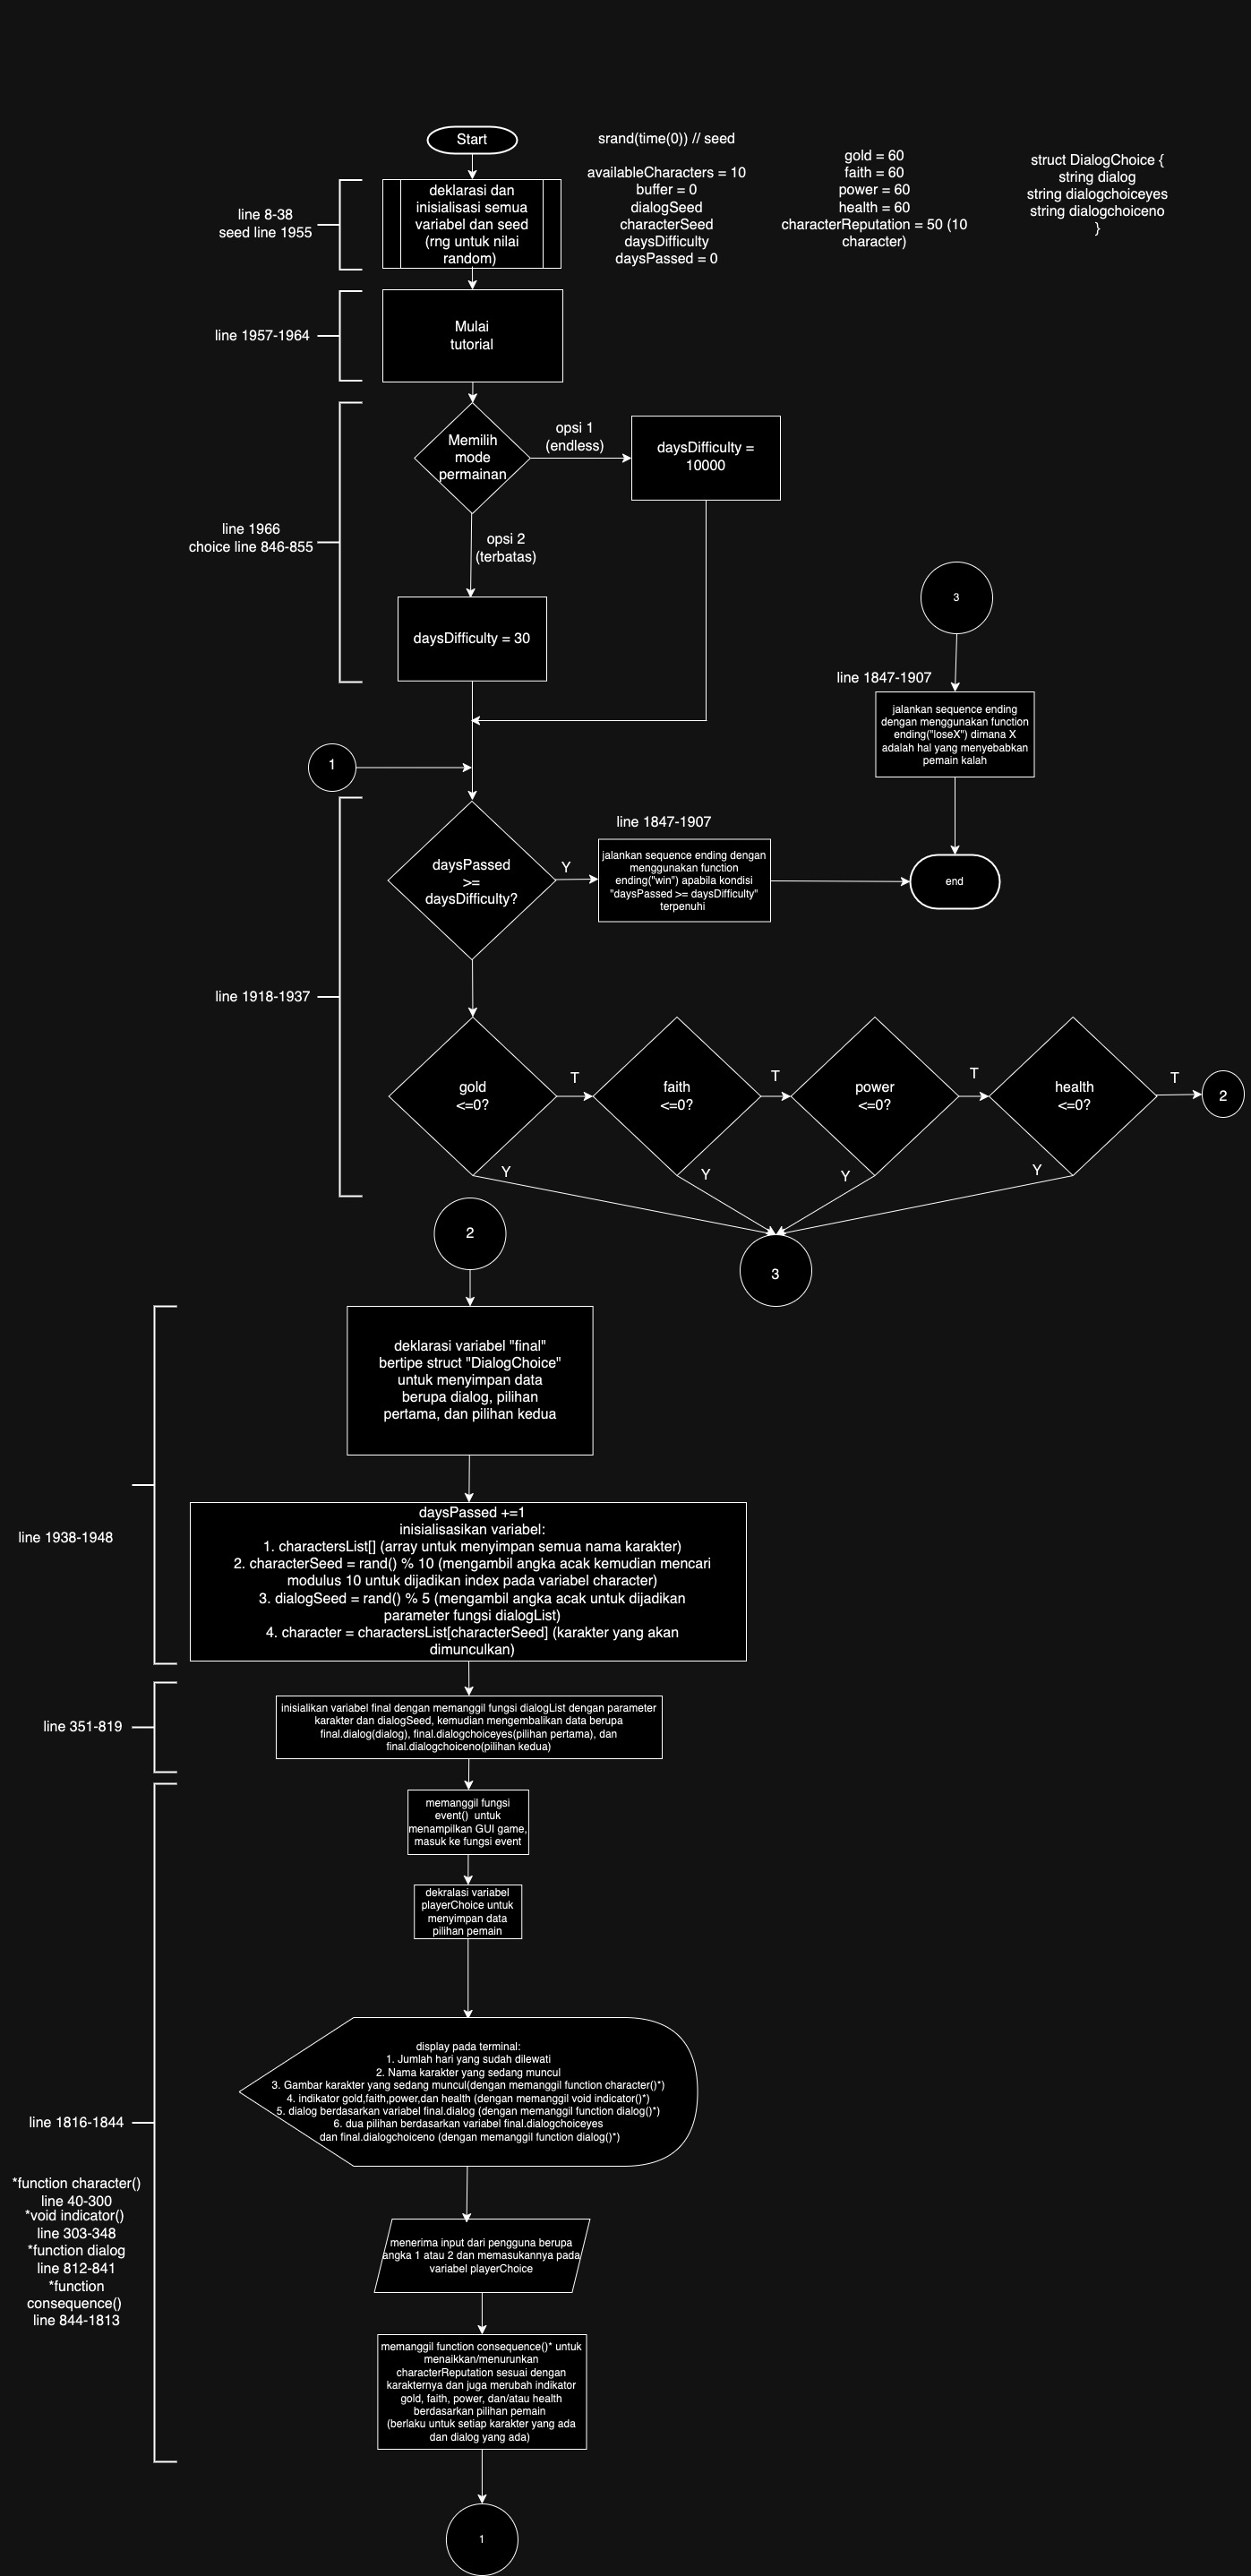 Start
srand(time(0)) // seed
availableCharacters = 10
buffer = 0
dialogSeed
characterSeed
daysDifficulty
daysPassed = 0
gold = 60
faith = 60
power = 60
health = 60
characterReputation = 50 (10
character)
struct DialogChoice {
string dialog
string dialogchoiceyes
string dialogchoiceno
}
line 8-38
seed line 1955
deklarasi dan
inisialisasi semua
variabel dan seed
(rng untuk nilai
random)
line 1957-1964
Mulai
tutorial
line 1966
choice line 846-855
Memilih
mode
permainan
opsi 1
(endless)
daysDifficulty =
10000
opsi 2
(terbatas)
daysDifficulty = 30
3
line 1847-1907
jalankan sequence ending
dengan menggunakan function
ending("loseX") dimana X
adalah hal yang menyebabkan
pemain kalah
1
line 1918-1937
daysPassed
>=
daysDifficulty?
Y
line 1847-1907
jalankan sequence ending dengan
menggunakan function
ending("win") apabila kondisi
"daysPassed >= daysDifficulty"
terpenuhi
end
gold
<=0?
T
faith
<=0?
T
power
<=0?
T
health
<=0?
T
2
Y
Y
Y
Y
2
3
line 1938-1948
deklarasi variabel "final"
bertipe struct "DialogChoice"
untuk menyimpan data
berupa dialog, pilihan
pertama, dan pilihan kedua
daysPassed +=1
inisialisasikan variabel:
1. charactersList[] (array untuk menyimpan semua nama karakter)
2. characterSeed = rand() % 10 (mengambil angka acak kemudian mencari
modulus 10 untuk dijadikan index pada variabel character)
3. dialogSeed = rand() % 5 (mengambil angka acak untuk dijadikan
parameter fungsi dialogList)
4. character = charactersList[characterSeed] (karakter yang akan
dimunculkan)
line 351-819
inisialikan variabel final dengan memanggil fungsi dialogList dengan parameter
karakter dan dialogSeed, kemudian mengembalikan data berupa
final.dialog(dialog), final.dialogchoiceyes(pilihan pertama), dan
final.dialogchoiceno(pilihan kedua)
memanggil fungsi
event()  untuk
menampilkan GUI game,
masuk ke fungsi event
dekralasi variabel
playerChoice untuk
menyimpan data
pilihan pemain
display pada terminal:
1. Jumlah hari yang sudah dilewati
2. Nama karakter yang sedang muncul
3. Gambar karakter yang sedang muncul(dengan memanggil function character()*)
4. indikator gold,faith,power,dan health (dengan memanggil void indicator()*)
5. dialog berdasarkan variabel final.dialog (dengan memanggil function dialog()*)
6. dua pilihan berdasarkan variabel final.dialogchoiceyes
dan final.dialogchoiceno (dengan memanggil function dialog()*)
line 1816-1844
*function character()
line 40-300
*void indicator()
line 303-348
*function dialog
line 812-841
*function
consequence()
line 844-1813
menerima input dari pengguna berupa
angka 1 atau 2 dan memasukannya pada
variabel playerChoice
memanggil function consequence()* untuk
menaikkan/menurunkan
characterReputation sesuai dengan
karakternya dan juga merubah indikator
gold, faith, power, dan/atau health
berdasarkan pilihan pemain
(berlaku untuk setiap karakter yang ada
dan dialog yang ada)
1